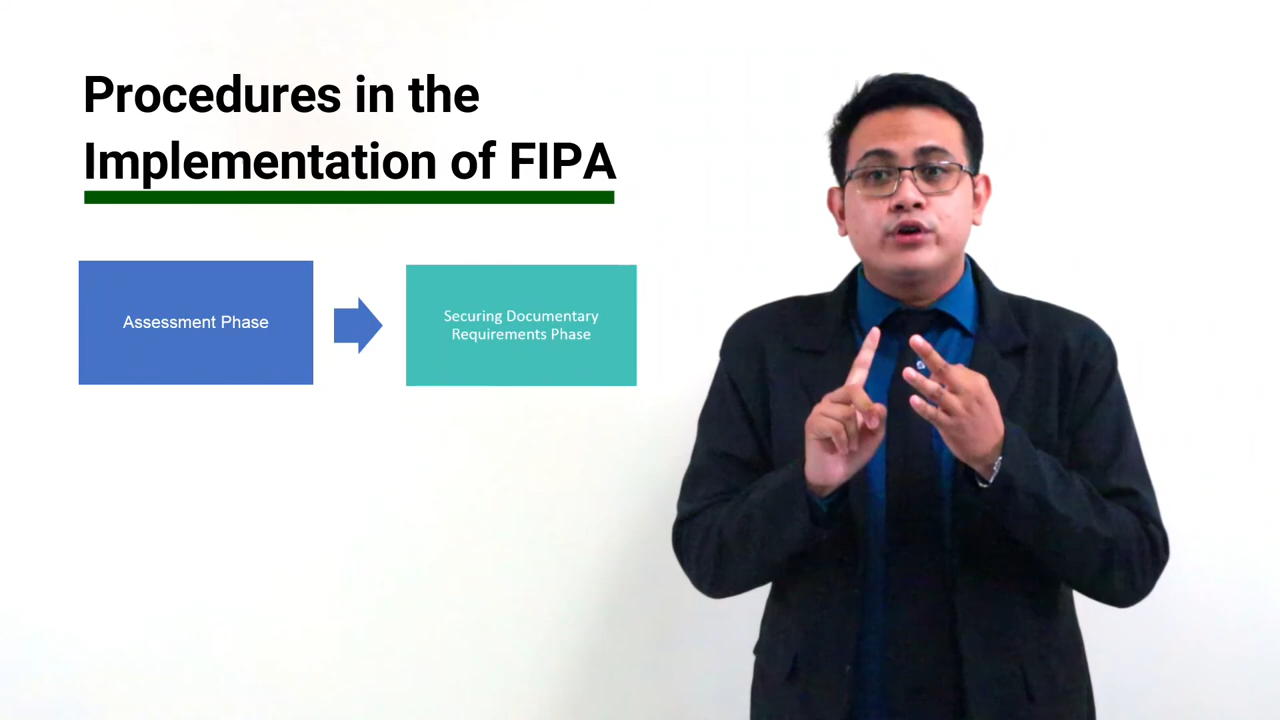 Procedures in the
Implementation of FIPA
Assessment Phase
Securing Documentary
Requirements Phase